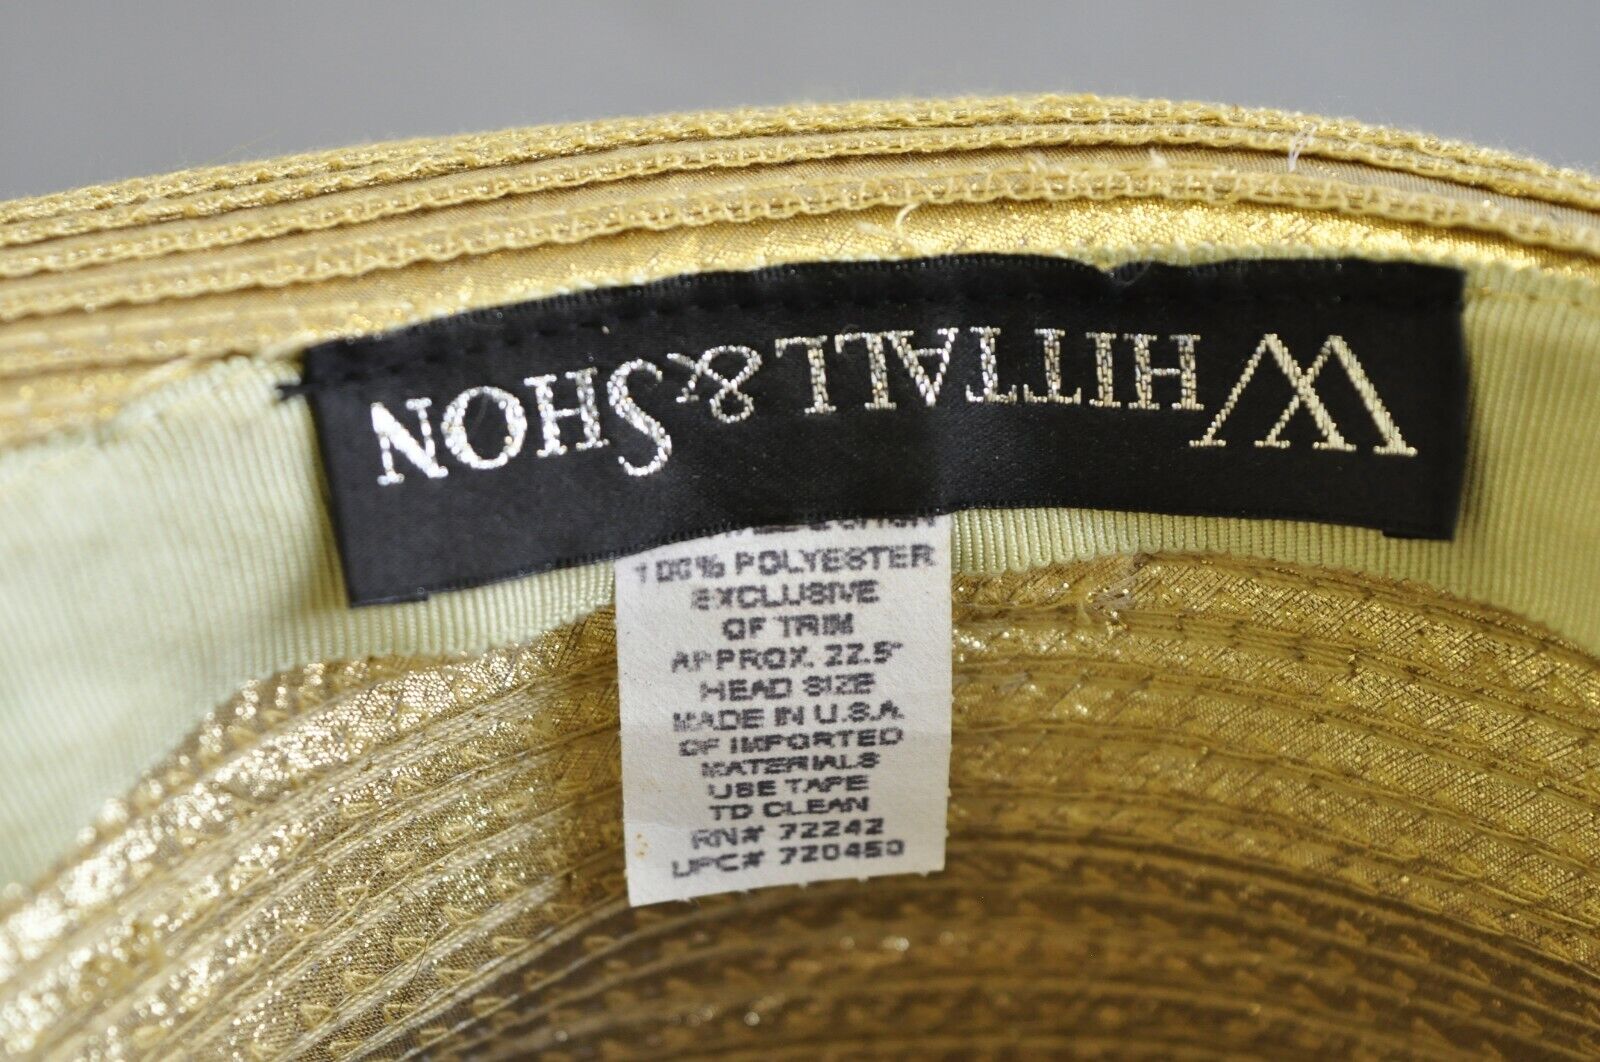 WHITTALL & SHON
100% POLYESTER
EXCLUSIVE
OF TRIM
APPROX. 22.5"
HEAD SIZE
MADE IN U.S.A.
OF IMPORTED
MATERIALS
USE TAPE
TO CLEAN
RN# 72242
UPC# 720450